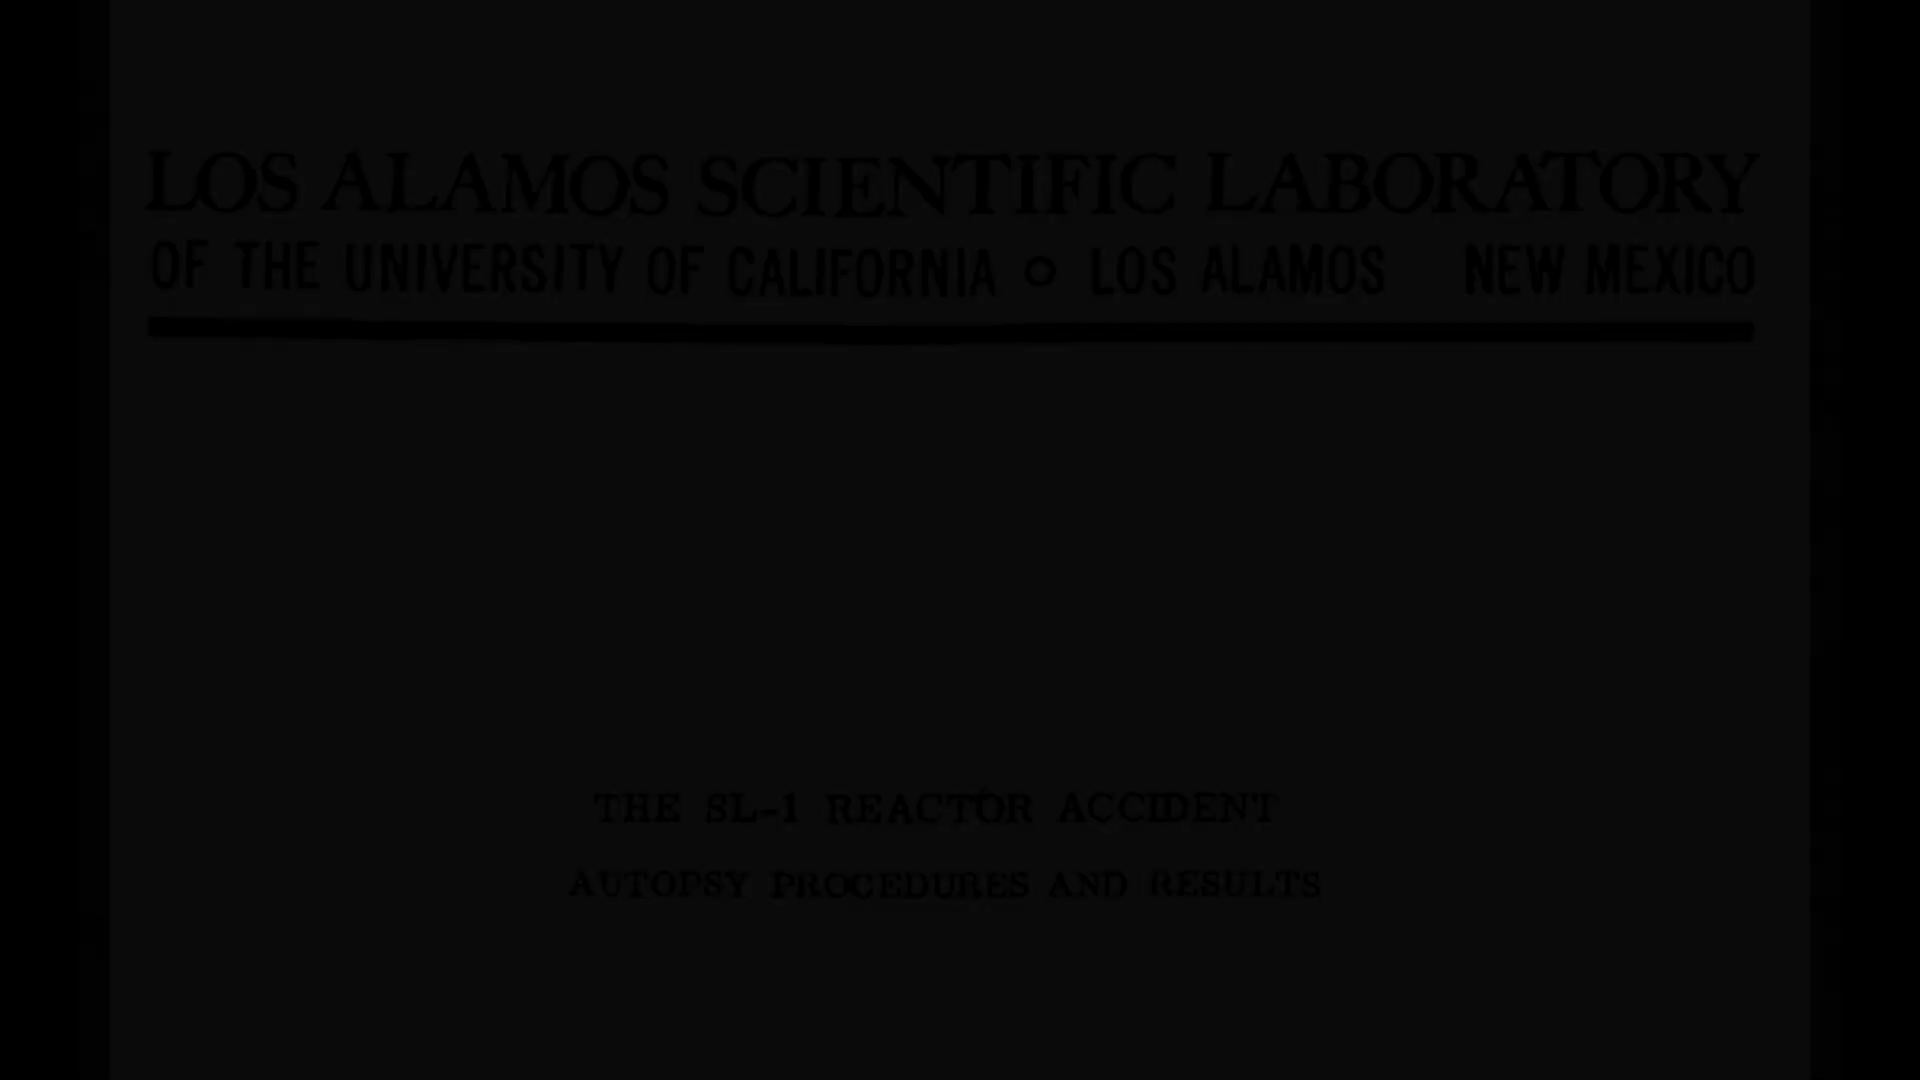 LOS ALAMOS SCIENTIFIC LABORATORY
OF THE UNIVERSITY OF CALIFORNIA ○ LOS ALAMOS NEW MEXICO
THE SL-1 REACTOR ACCIDENT
AUTOPSY PROCEDURES AND RESULTS